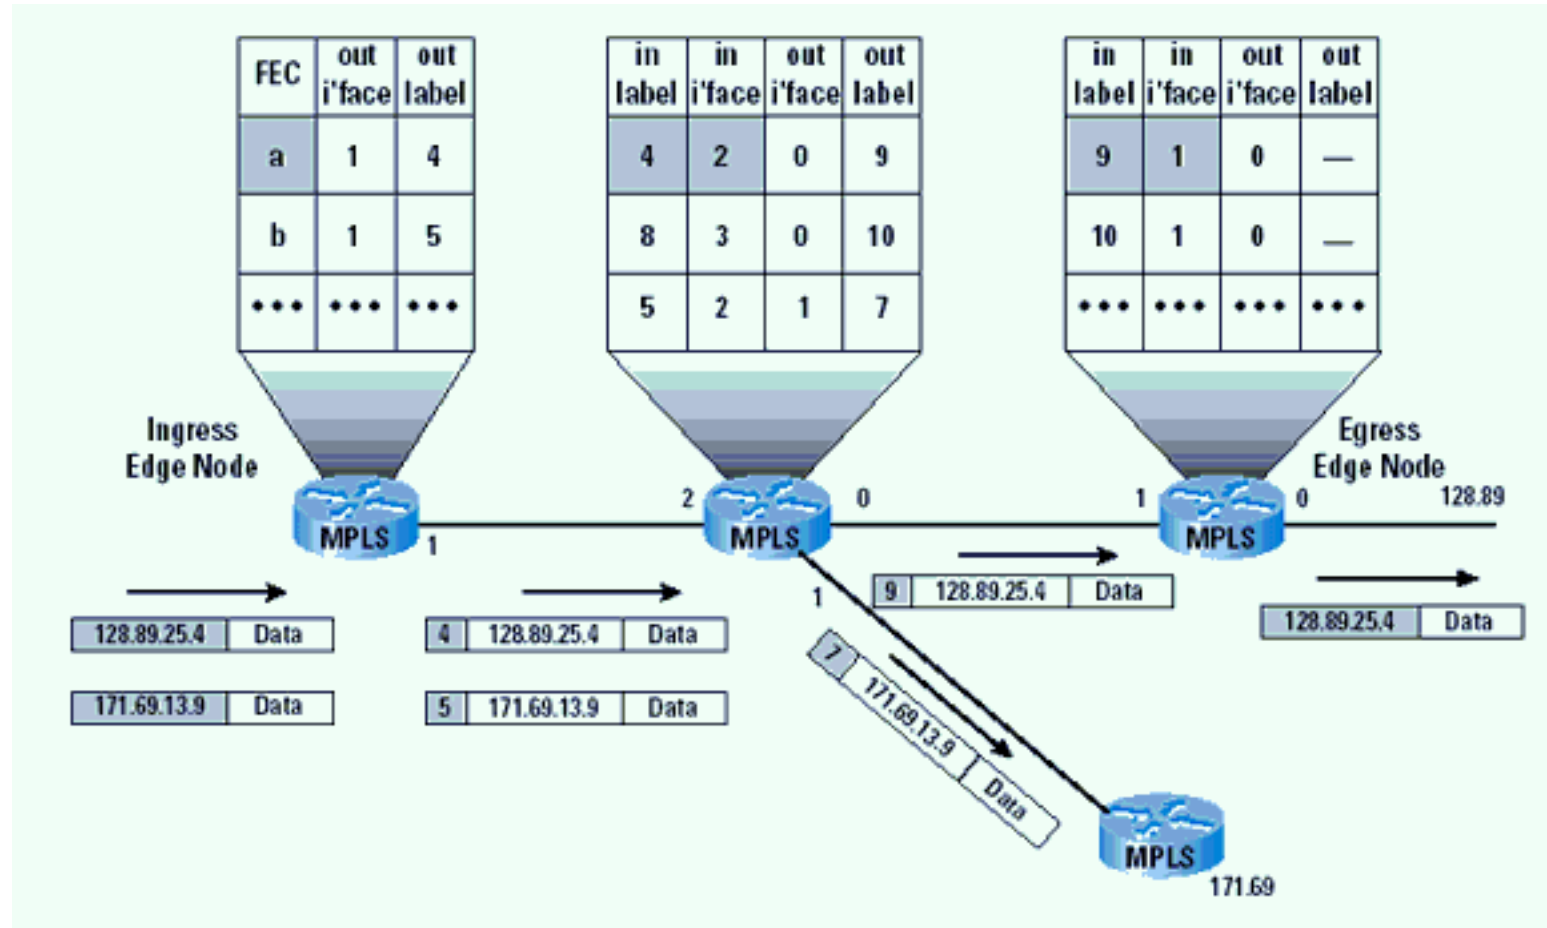 FEC out i'face out label
a 1 4
b 1 5
••• ••• •••
in label in i'face out i'face out label
4 2 0 9
8 3 0 10
5 2 1 7
in label in i'face out i'face out label
9 1 0 —
10 1 0 —
••• ••• ••• •••
Ingress
Edge Node
Egress
Edge Node
MPLS
1
2
MPLS
0
1
1
MPLS
0
128.89
128.89.25.4 Data
171.69.13.9 Data
4 128.89.25.4 Data
5 171.69.13.9 Data
9 128.89.25.4 Data
128.89.25.4 Data
7 171.69.13.9 Data
MPLS
171.69